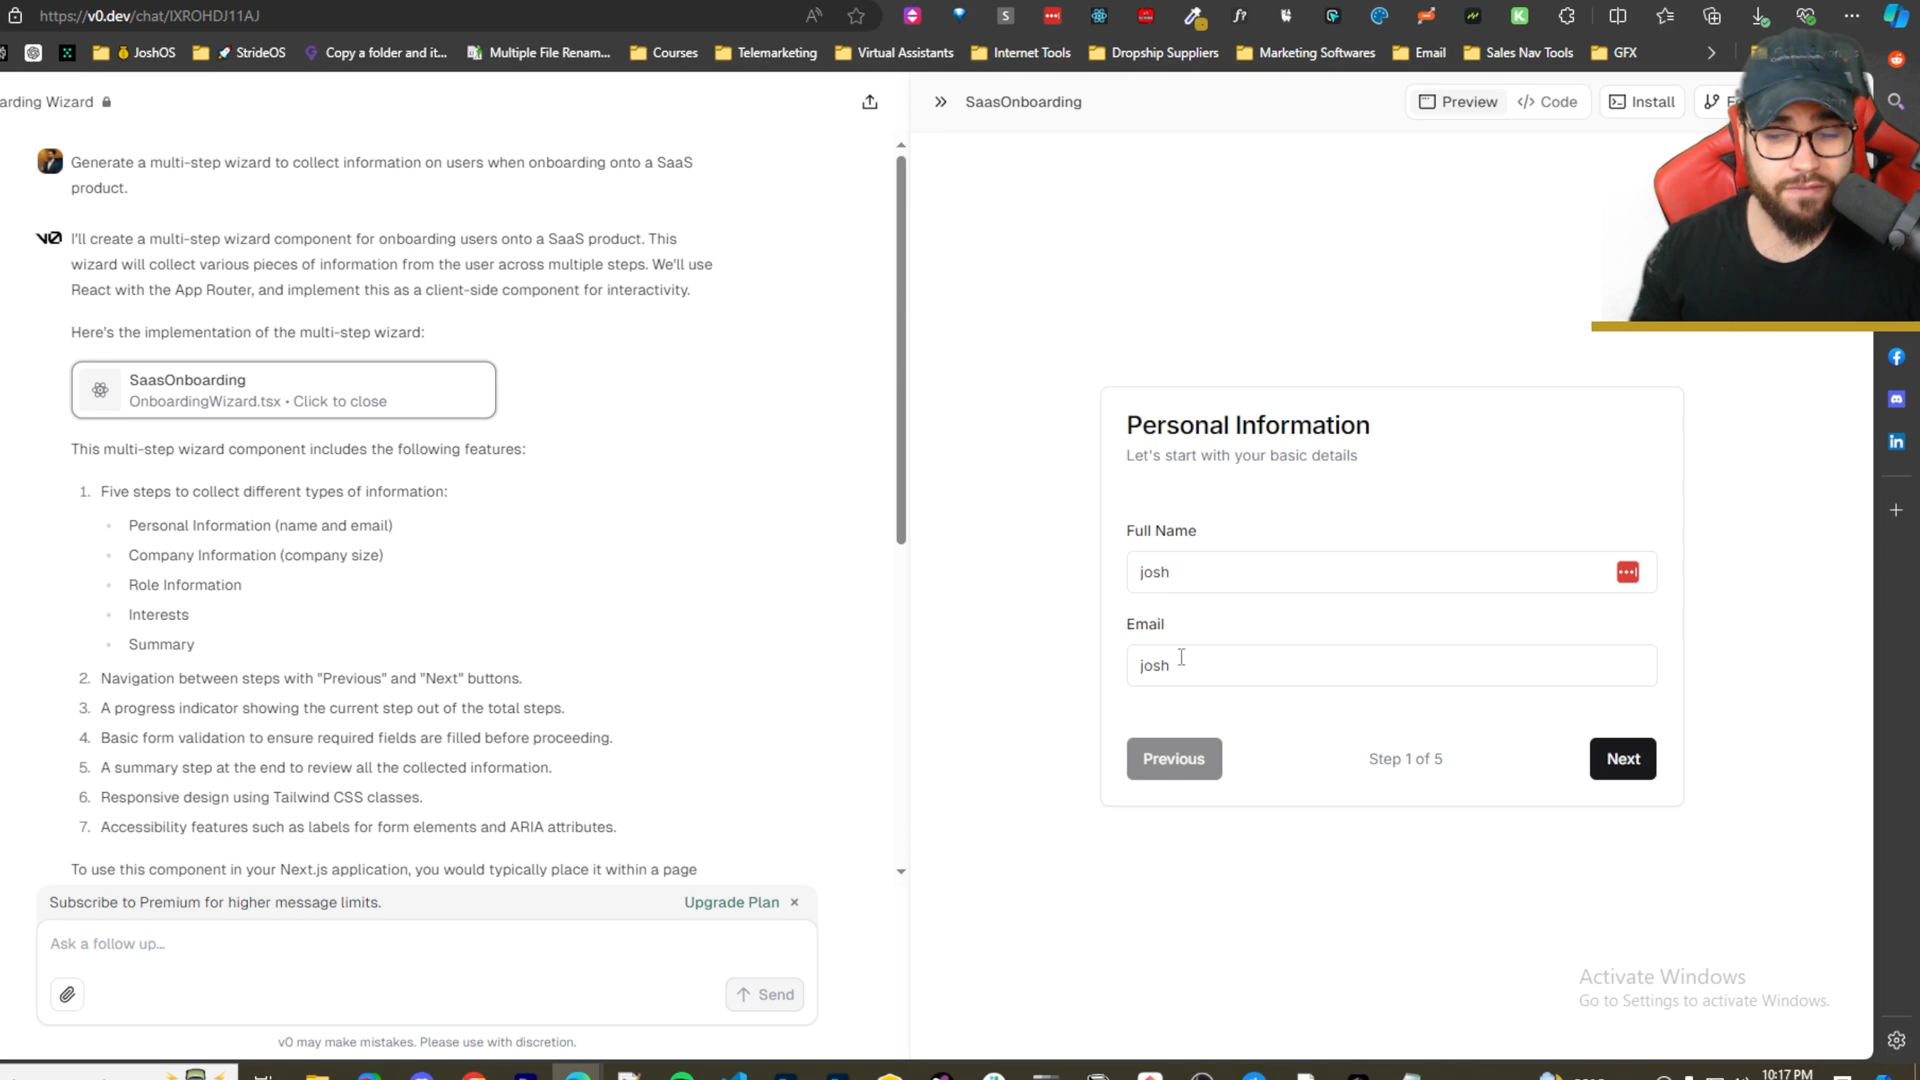 https://v0.dev/chat/IXROHDJ11AJ
JoshOS
StrideOS
Copy a folder and it...
Multiple File Renam...
Courses
Telemarketing
Virtual Assistants
Internet Tools
Dropship Suppliers
Marketing Softwares
Email
Sales Nav Tools
GFX
arding Wizard
SaasOnboarding
Preview
Code
Install
Generate a multi-step wizard to collect information on users when onboarding onto a SaaS
product.
v0
I'll create a multi-step wizard component for onboarding users onto a SaaS product. This
wizard will collect various pieces of information from the user across multiple steps. We'll use
React with the App Router, and implement this as a client-side component for interactivity.
Here's the implementation of the multi-step wizard:
SaasOnboarding
OnboardingWizard.tsx • Click to close
This multi-step wizard component includes the following features:
1. Five steps to collect different types of information:
• Personal Information (name and email)
• Company Information (company size)
• Role Information
• Interests
• Summary
2. Navigation between steps with "Previous" and "Next" buttons.
3. A progress indicator showing the current step out of the total steps.
4. Basic form validation to ensure required fields are filled before proceeding.
5. A summary step at the end to review all the collected information.
6. Responsive design using Tailwind CSS classes.
7. Accessibility features such as labels for form elements and ARIA attributes.
To use this component in your Next.js application, you would typically place it within a page
Subscribe to Premium for higher message limits.
Upgrade Plan
Ask a follow up...
Send
v0 may make mistakes. Please use with discretion.
Personal Information
Let's start with your basic details
Full Name
josh
Email
josh
Previous
Step 1 of 5
Next
Activate Windows
Go to Settings to activate Windows.
10:17 PM